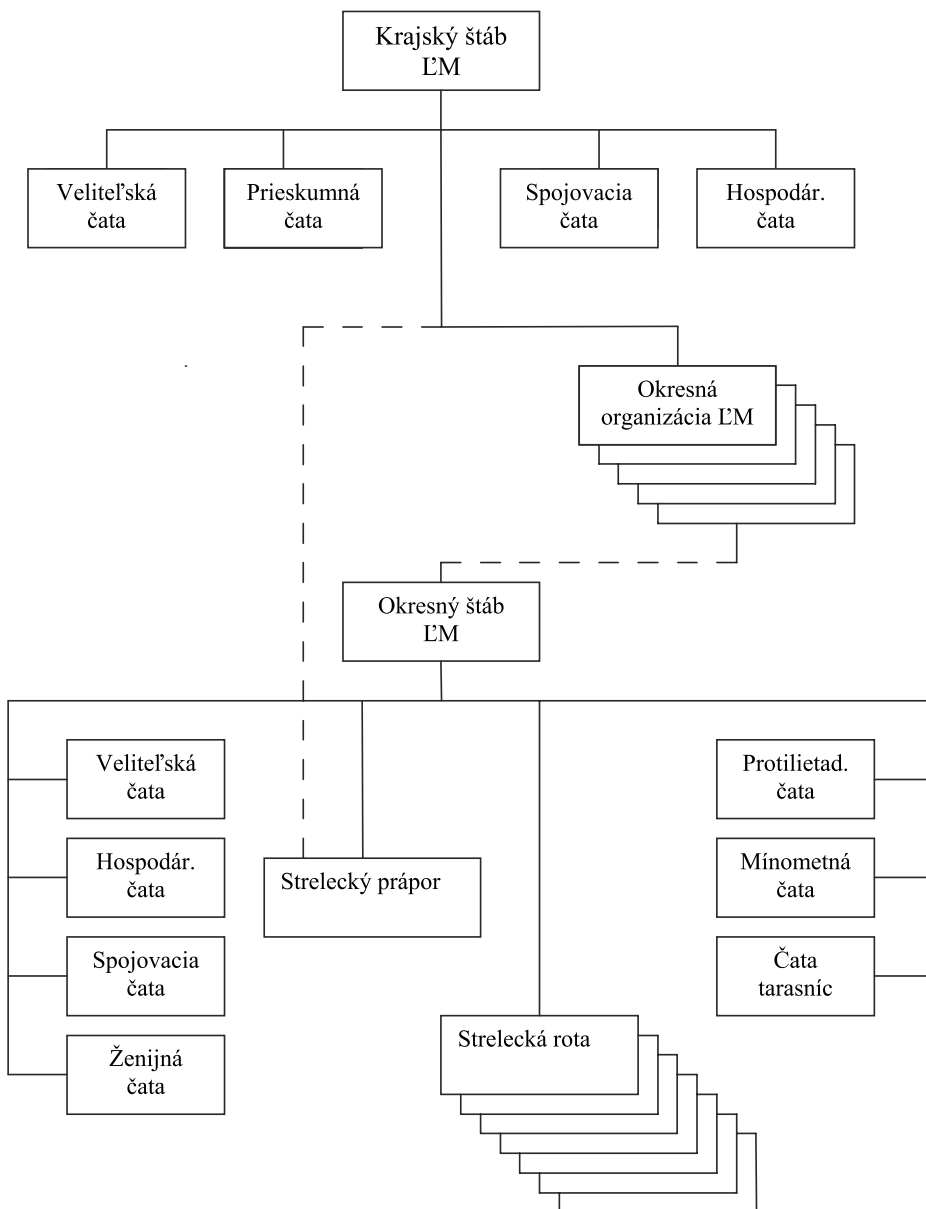 Krajský štáb
ĽM
Veliteľská
čata
Prieskumná
čata
Spojovacia
čata
Hospodár.
čata
Okresná
organizácia ĽM
Okresný štáb
ĽM
Veliteľská
čata
Hospodár.
čata
Spojovacia
čata
Ženijná
čata
Strelecký prápor
Strelecká rota
Protilietad.
čata
Mínometná
čata
Čata
tarasníc